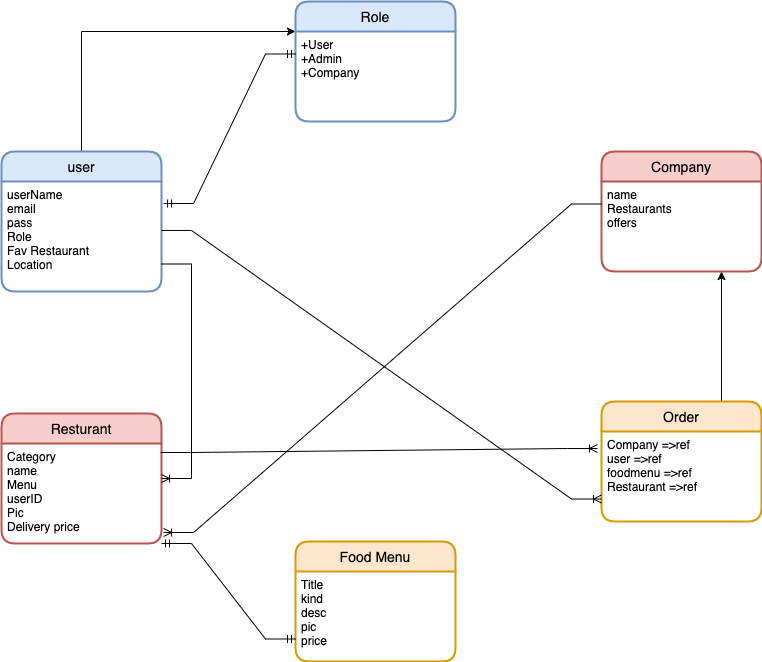 Role
+User
+Admin
+Company
user
userName
email
pass
Role
Fav Restaurant
Location
Company
name
Restaurants
offers
Resturant
Category
name
Menu
userID
Pic
Delivery price
Order
Company =>ref
user =>ref
foodmenu =>ref
Restaurant =>ref
Food Menu
Title
kind
desc
pic
price